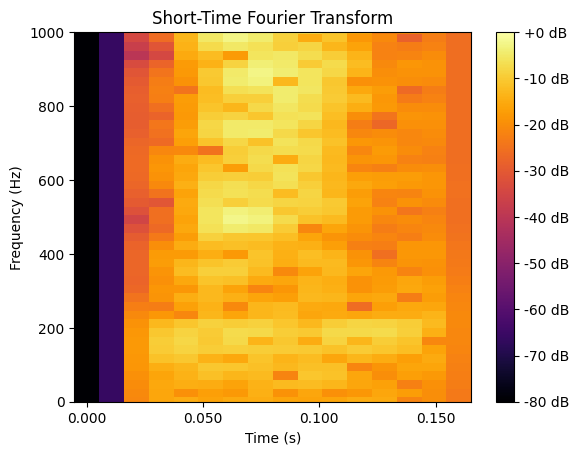 Short-Time Fourier Transform
1000
800
600
400
200
0
Frequency (Hz)
0.000
0.050
0.100
0.150
Time (s)
+0 dB
-10 dB
-20 dB
-30 dB
-40 dB
-50 dB
-60 dB
-70 dB
-80 dB